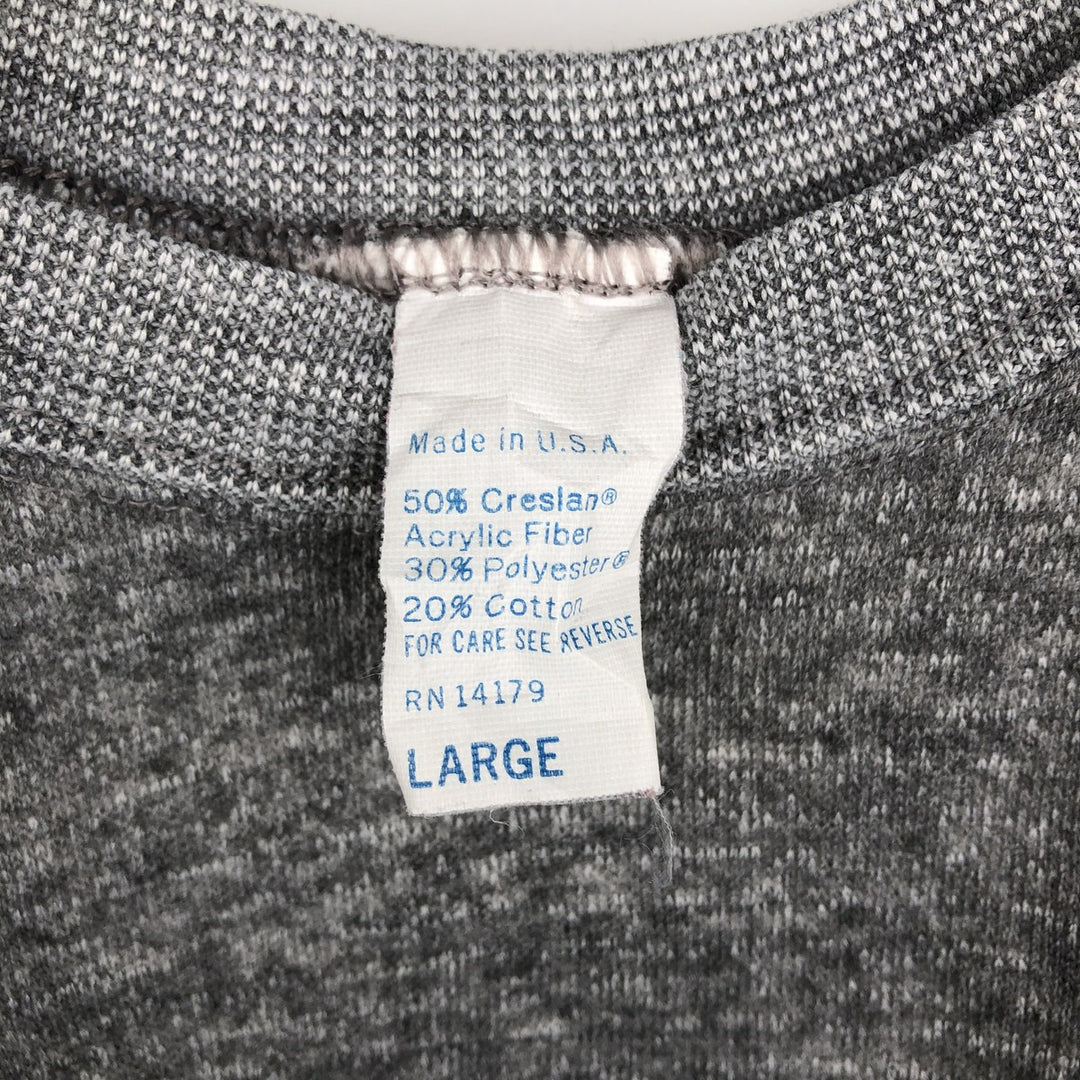 Made in U.S.A.
50% Creslan®
Acrylic Fiber
30% Polyester®
20% Cotton
FOR CARE SEE REVERSE
RN 14179
LARGE